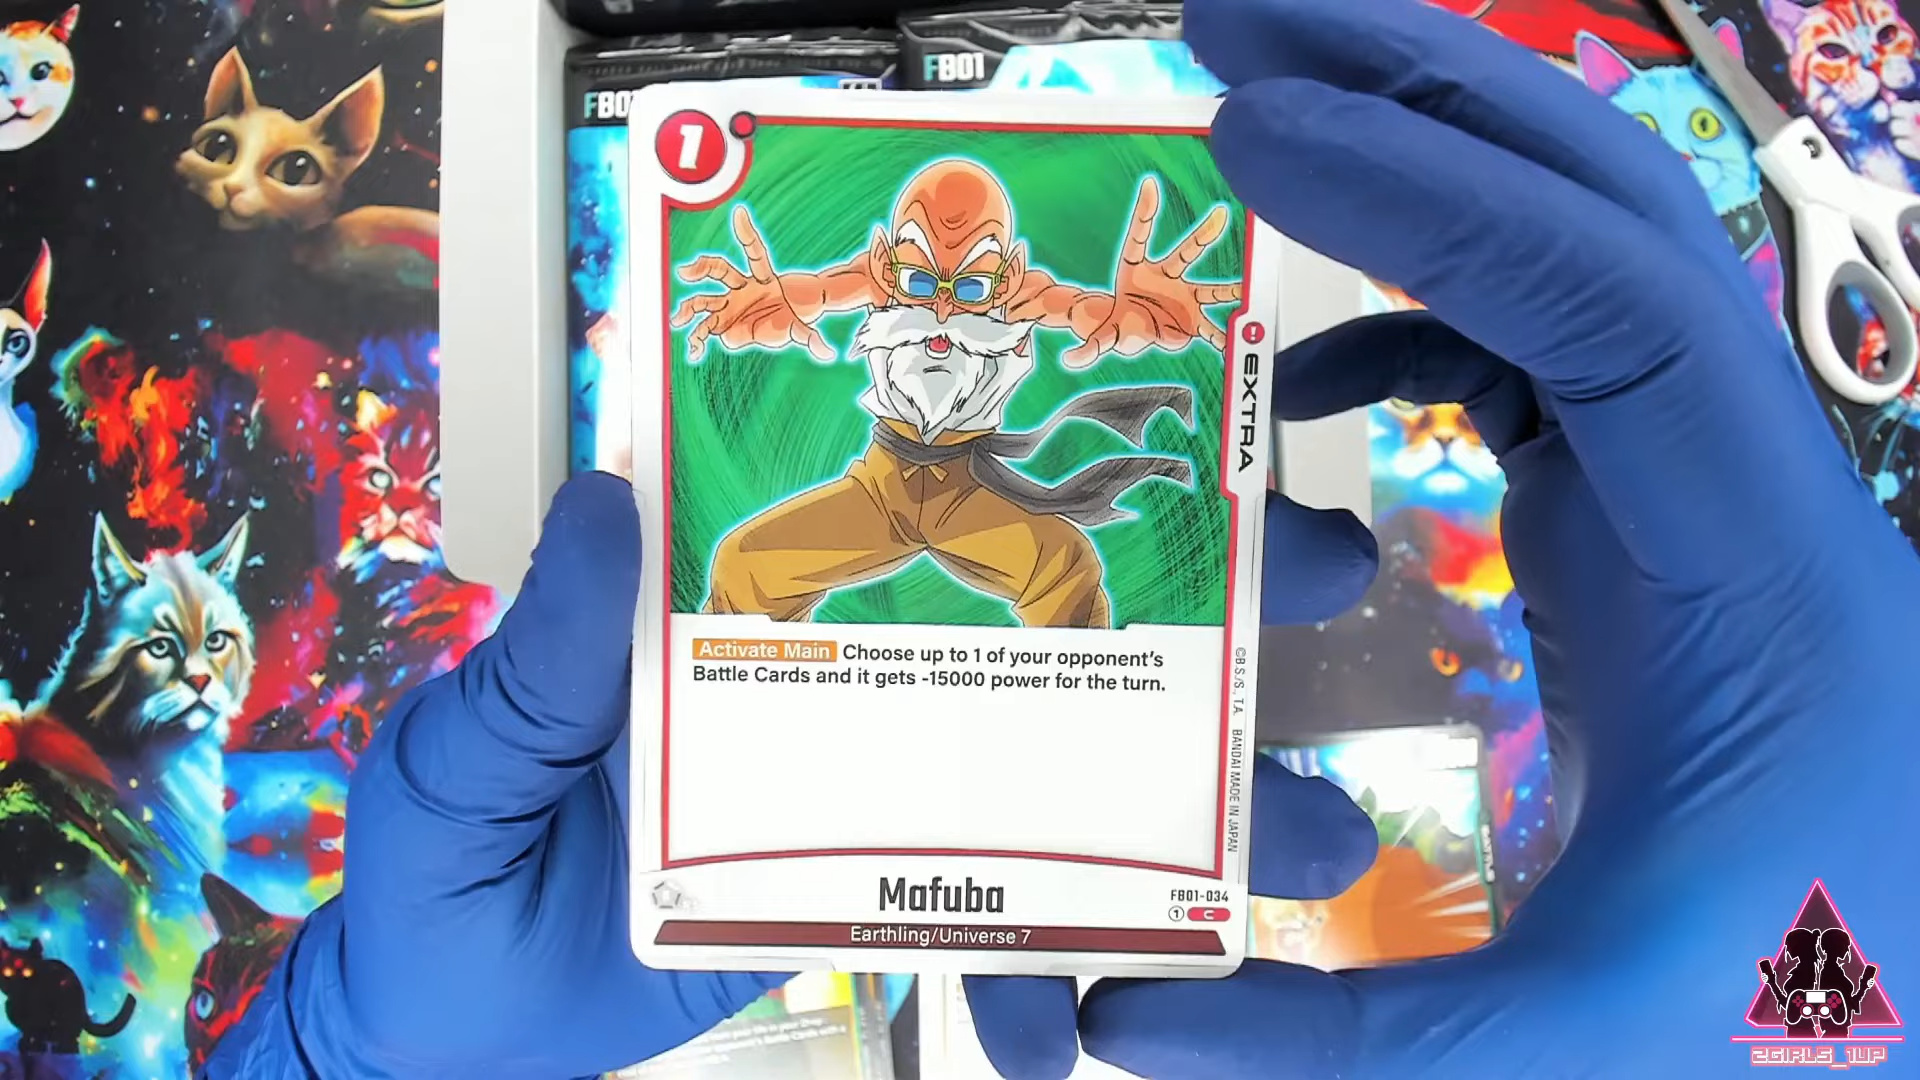 FB01
FB01
1
EXTRA
Activate Main Choose up to 1 of your opponent's
Battle Cards and it gets -15000 power for the turn.
©B.S./S., T.A. BANDAI MADE IN JAPAN
Mafuba
FB01-034
1 C
Earthling/Universe 7
2GIRLS_1UP